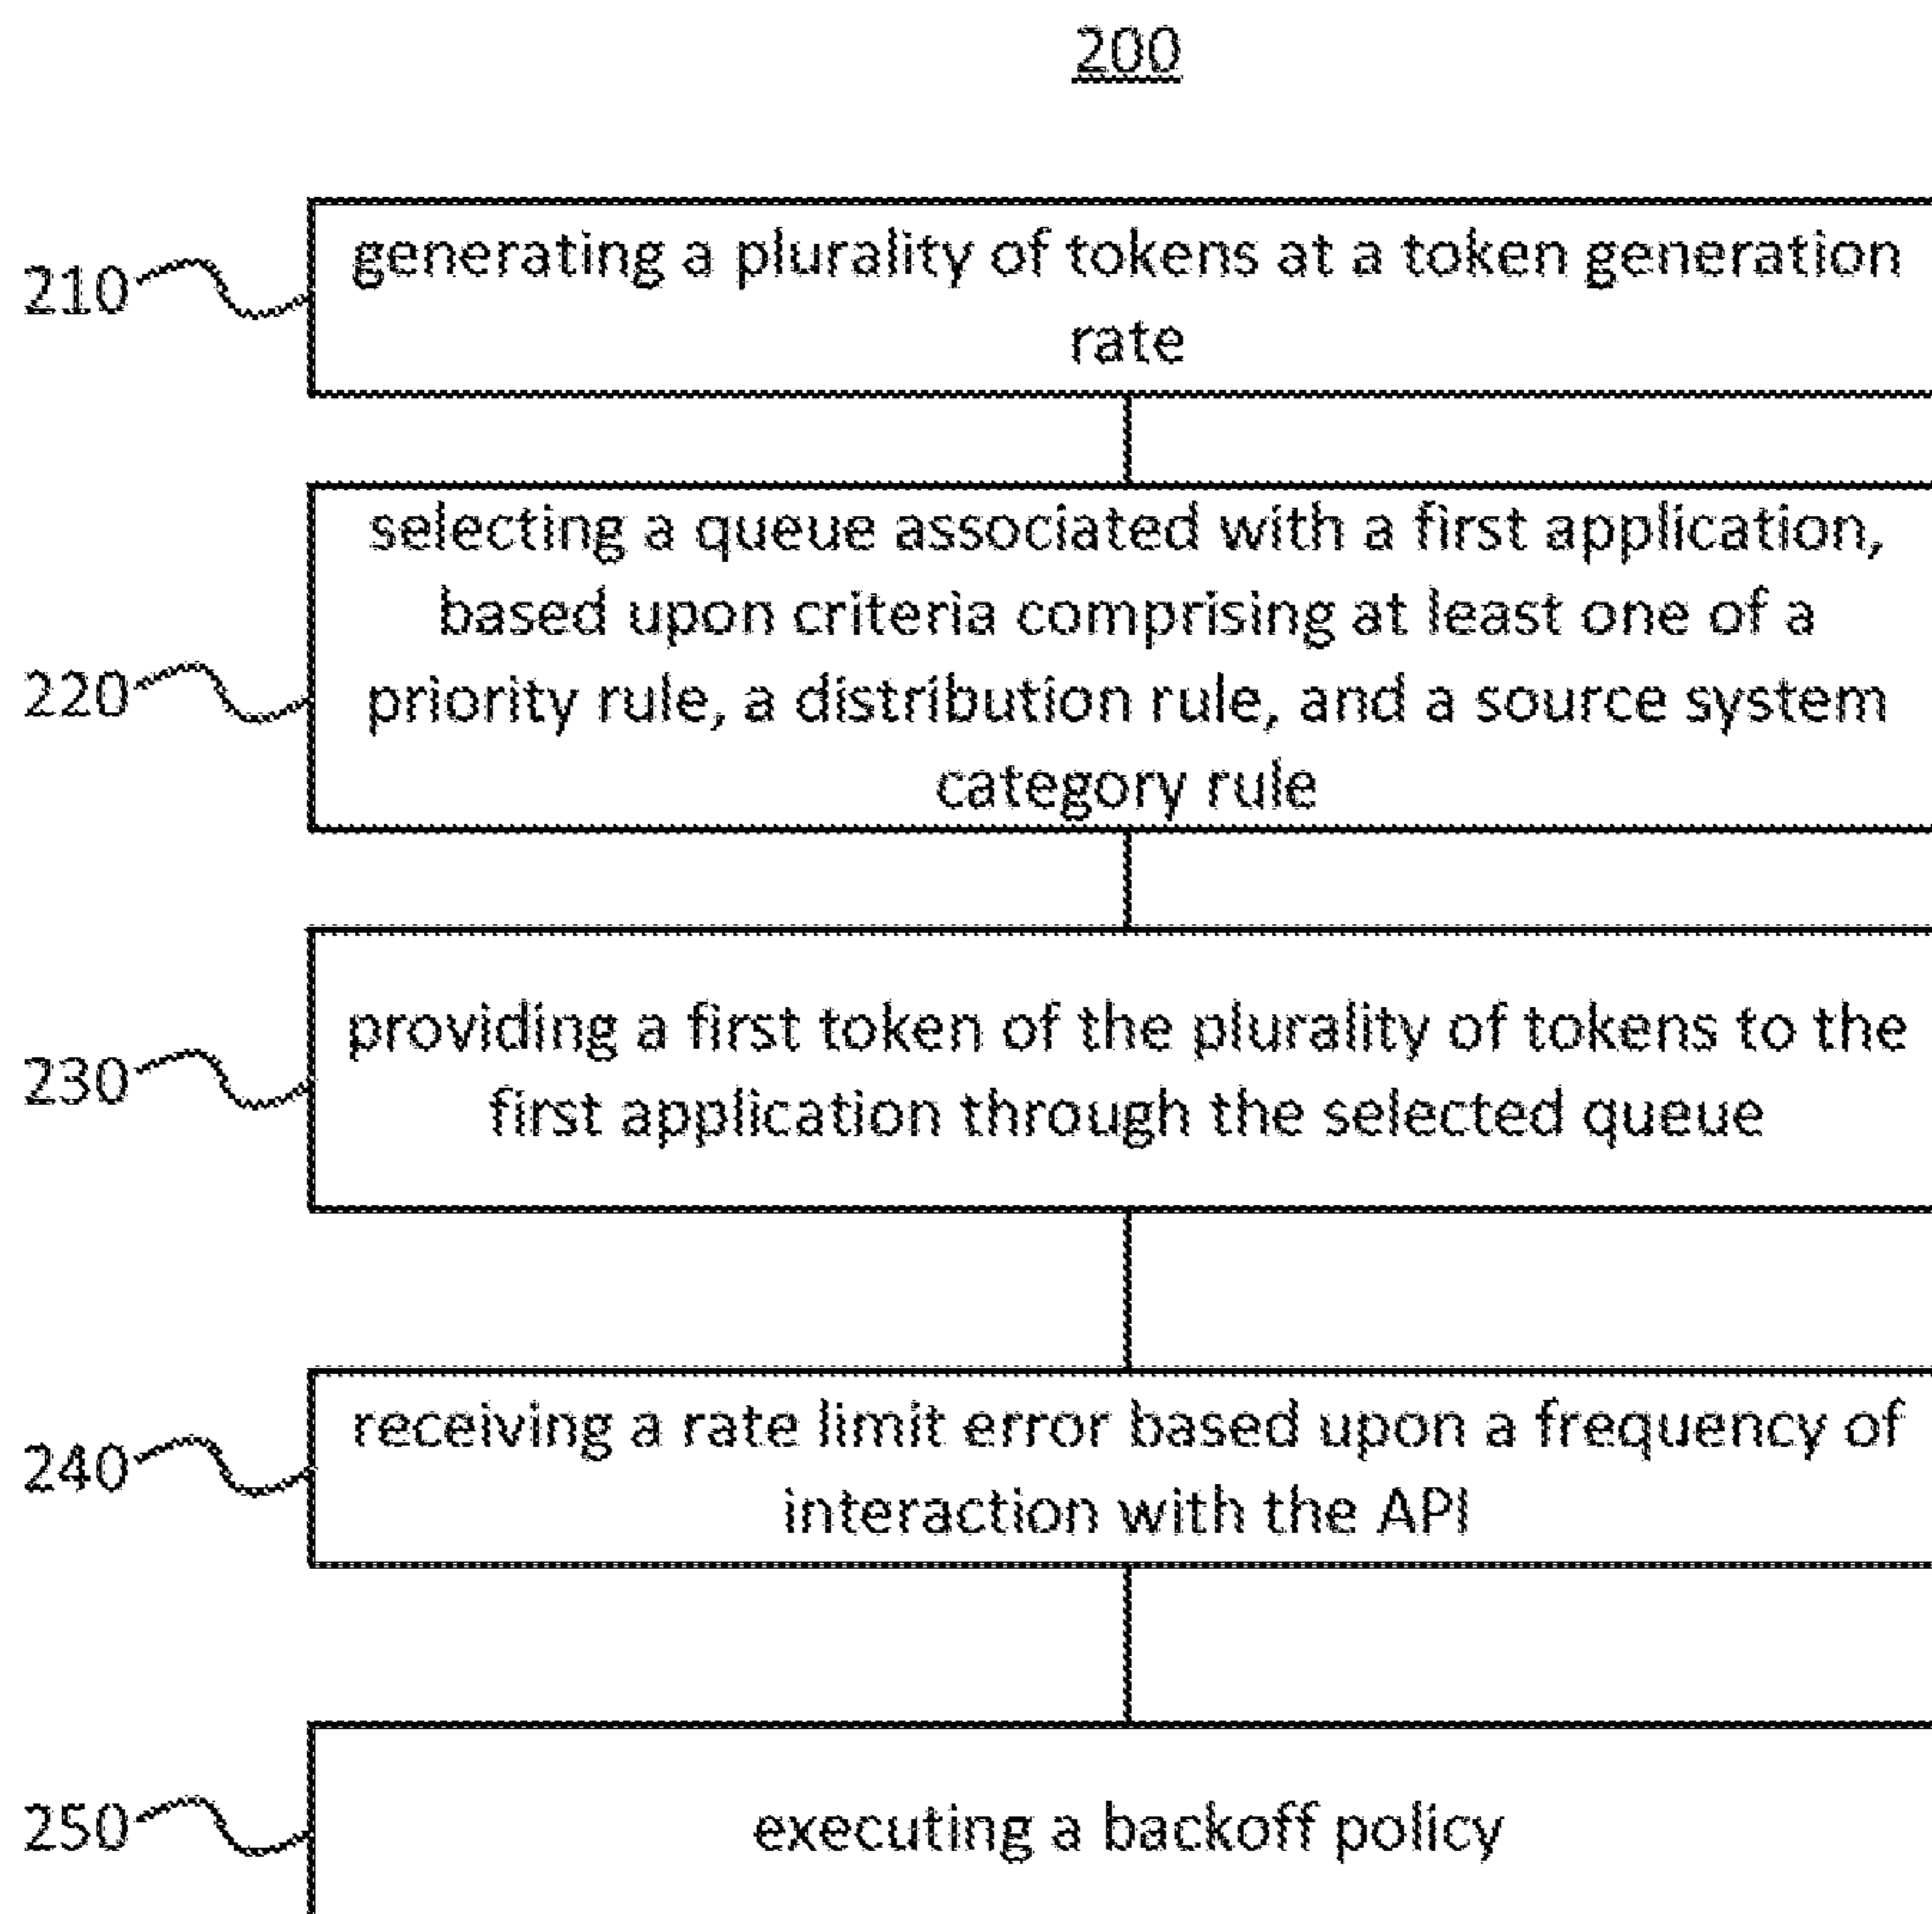 200
210
generating a plurality of tokens at a token generation
rate
220
selecting a queue associated with a first application,
based upon criteria comprising at least one of a
priority rule, a distribution rule, and a source system
category rule
230
providing a first token of the plurality of tokens to the
first application through the selected queue
240
receiving a rate limit error based upon a frequency of
interaction with the API
250
executing a backoff policy